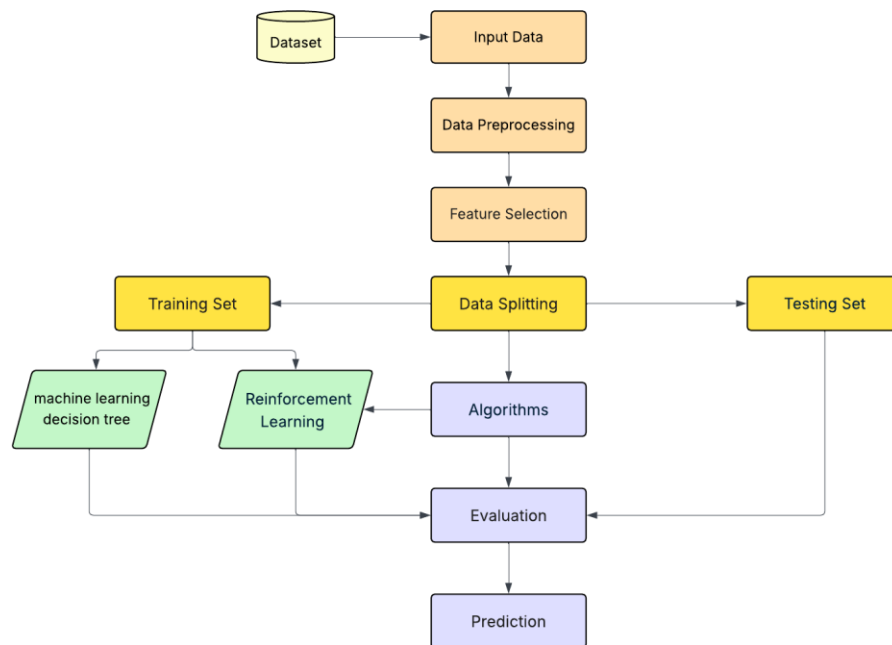 Dataset
Input Data
Data Preprocessing
Feature Selection
Training Set
Data Splitting
Testing Set
machine learning
decision tree
Reinforcement
Learning
Algorithms
Evaluation
Prediction